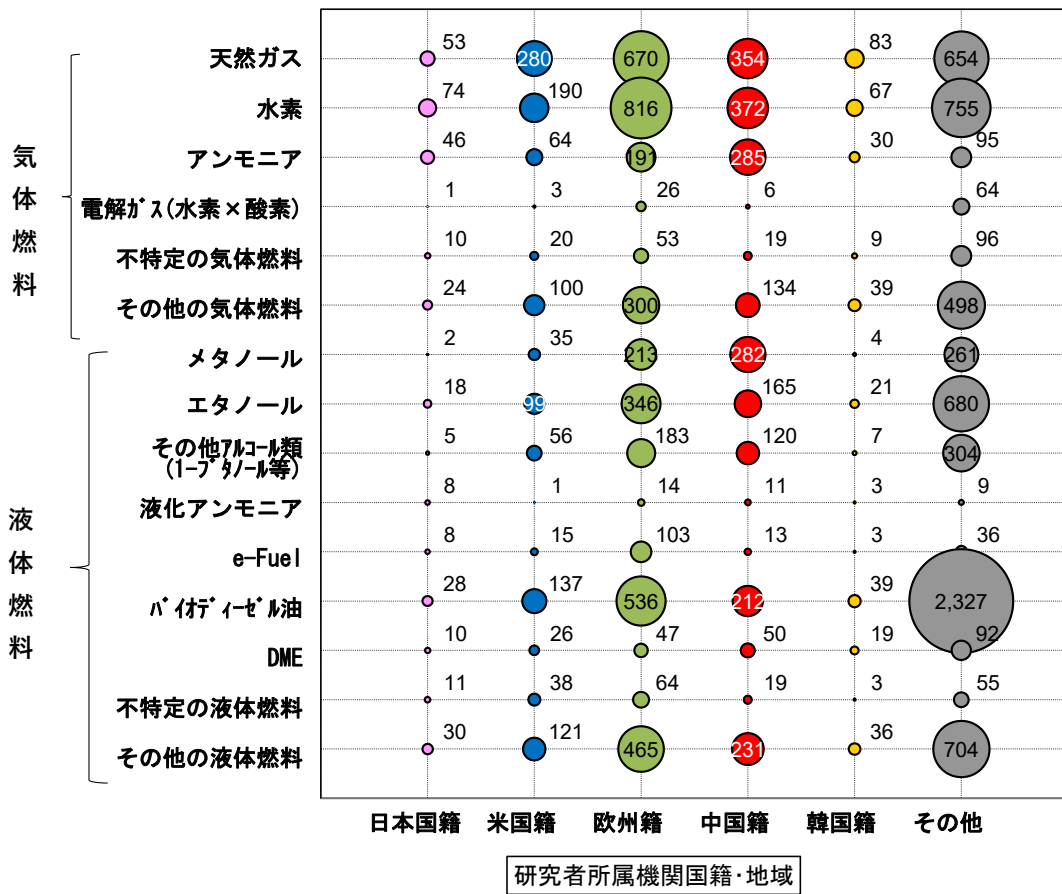 気体燃料
天然ガス 53 280 670 354 83 654
水素 74 190 816 372 67 755
アンモニア 46 64 191 285 30 95
電解ガス(水素×酸素) 1 3 26 6 64
不特定の気体燃料 10 20 53 19 9 96
その他の気体燃料 24 100 300 134 39 498
液体燃料
メタノール 2 35 213 282 4 261
エタノール 18 99 346 165 21 680
その他アルコール類 5 56 183 120 7 304
(1-ブタノール等)
液化アンモニア 8 1 14 11 3 9
e-Fuel 8 15 103 13 3 36
バイオディーゼル油 28 137 536 212 39 2,327
DME 10 26 47 50 19 92
不特定の液体燃料 11 38 64 19 3 55
その他の液体燃料 30 121 465 231 36 704
日本国籍 米国籍 欧州籍 中国籍 韓国籍 その他
研究者所属機関国籍・地域